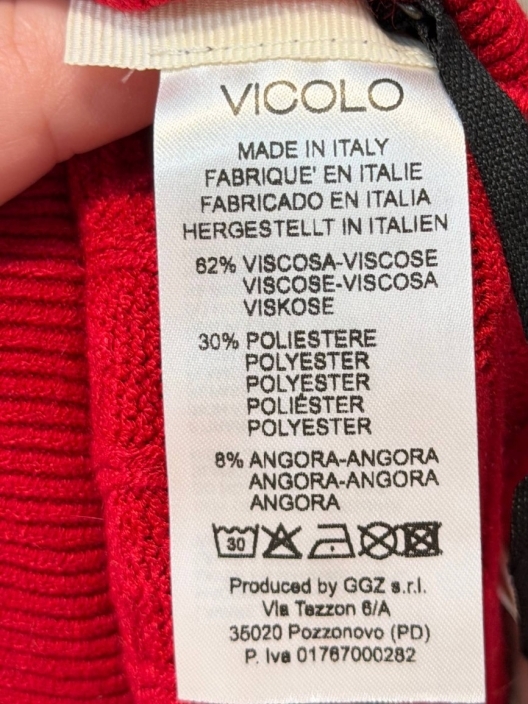 VICOLO
MADE IN ITALY
FABRIQUE' EN ITALIE
FABRICADO EN ITALIA
HERGESTELLT IN ITALIEN
62% VISCOSA-VISCOSE
VISCOSE-VISCOSA
VISKOSE
30% POLIESTERE
POLYESTER
POLYESTER
POLIÉSTER
POLYESTER
8% ANGORA-ANGORA
ANGORA-ANGORA
ANGORA
30
Produced by GGZ s.r.l.
Via Tezzon 6/A
35020 Pozzonovo (PD)
P. Iva 01767000282